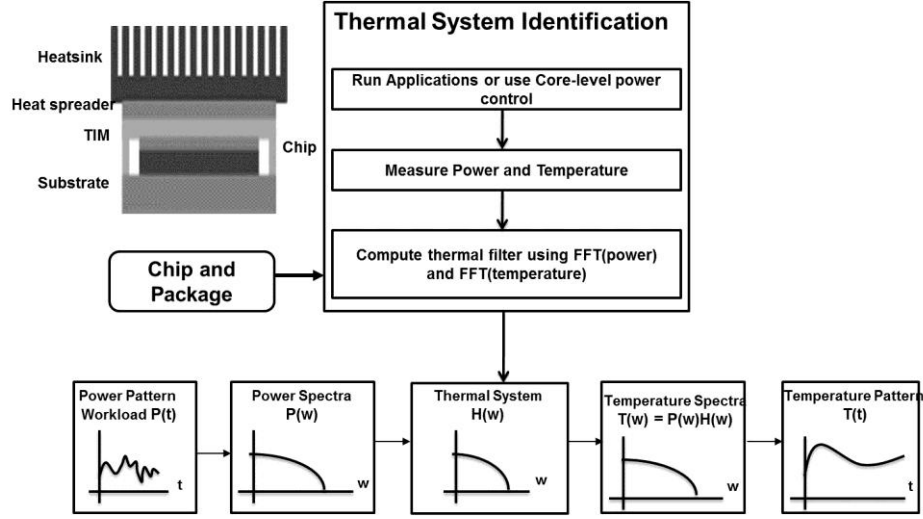 Heatsink
Heat spreader
TIM
Chip
Substrate
Thermal System Identification
Run Applications or use Core-level power
control
Measure Power and Temperature
Compute thermal filter using FFT(power)
and FFT(temperature)
Chip and
Package
Power Pattern
Workload P(t)
t
Power Spectra
P(w)
w
Thermal System
H(w)
w
Temperature Spectra
T(w) = P(w)H(w)
w
Temperature Pattern
T(t)
t